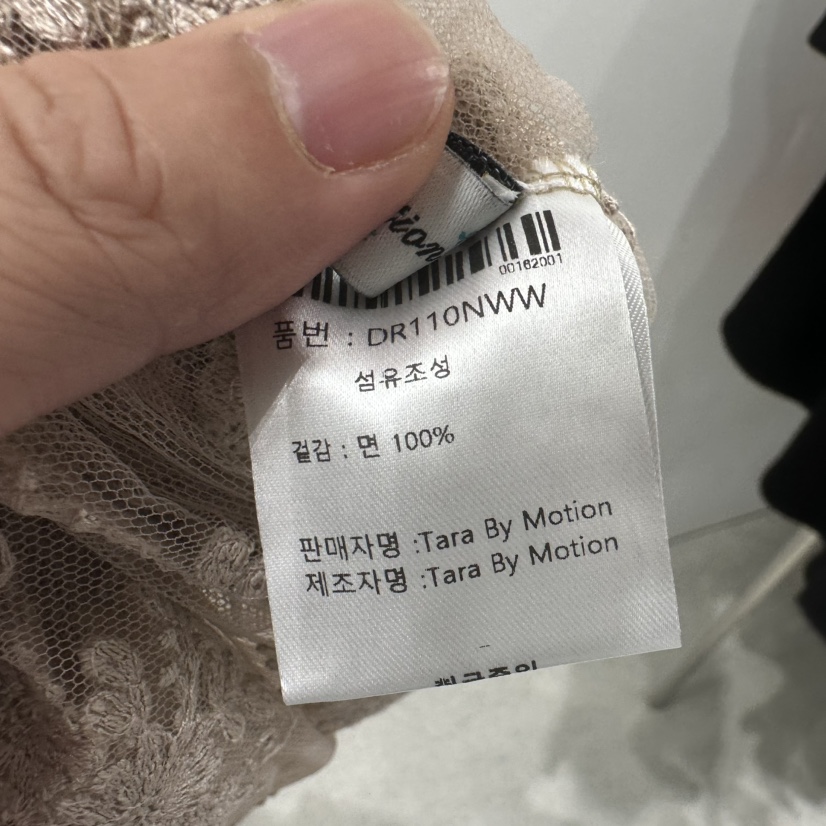 00182001
품번 : DR110NWW
섬유조성
겉감 : 면 100%
판매자명 :Tara By Motion
제조자명 :Tara By Motion